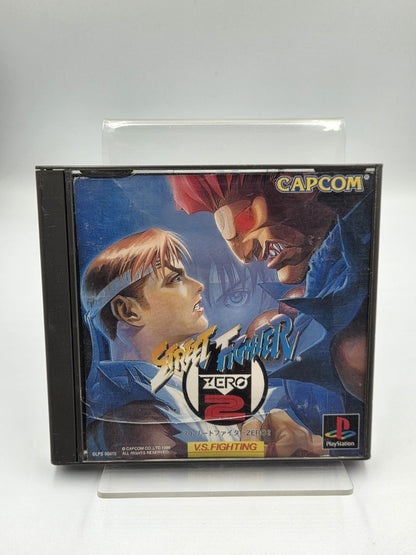 CAPCOM
STREET FIGHTER
ZERO
2
ストリートファイターZERO 2
V.S. FIGHTING
© CAPCOM CO.,LTD. 1996
ALL RIGHTS RESERVED.
PlayStation